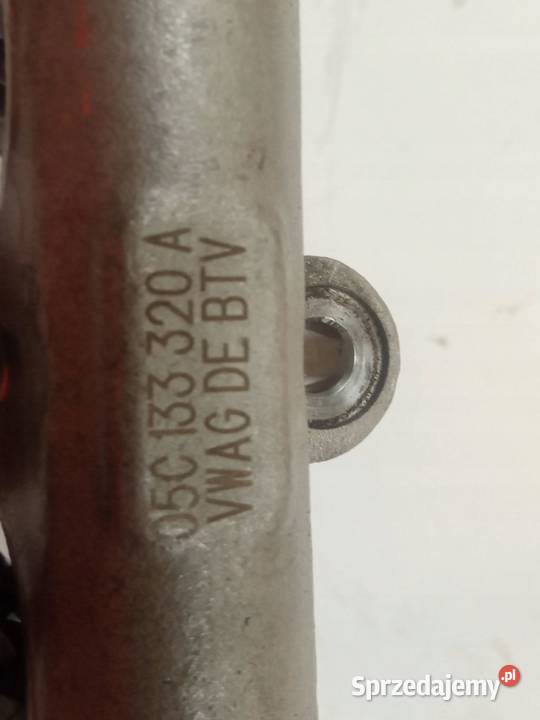 05C 133 320 A
VWAG DE BTV
Sprzedajemy.pl